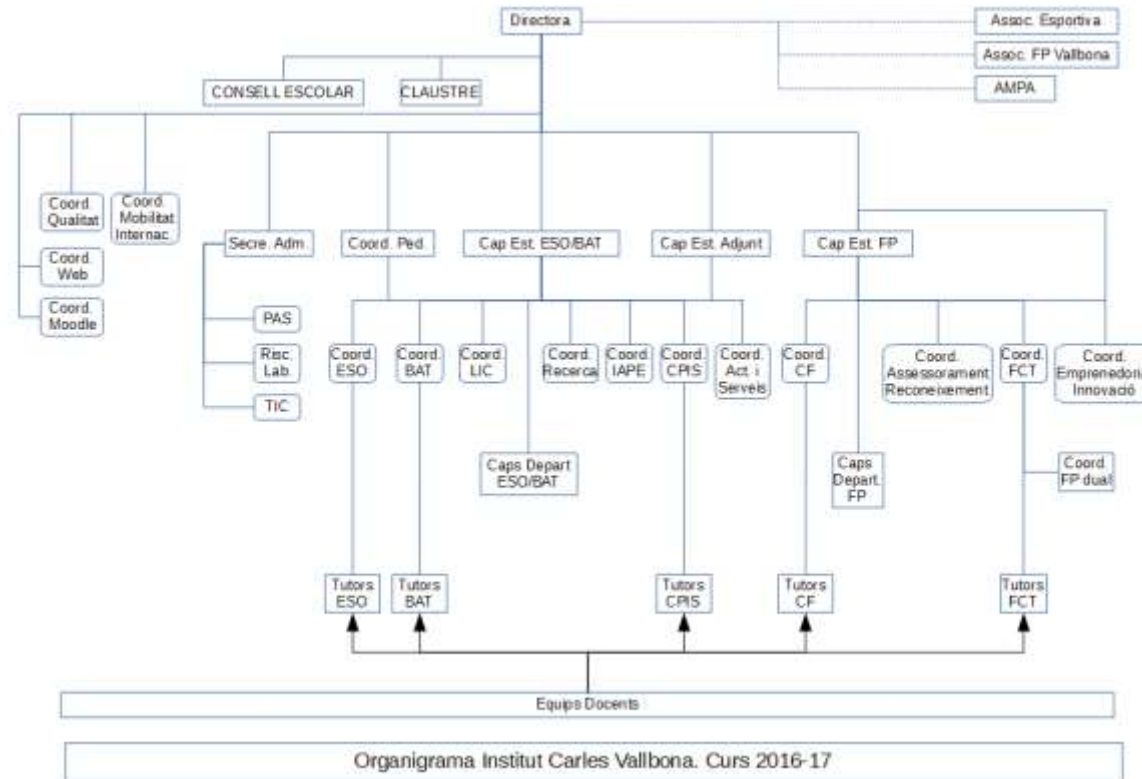 Directora
Assoc. Esportiva
Assoc. FP Vallbona
AMPA
CONSELL ESCOLAR
CLAUSTRE
Coord.
Qualitat
Coord.
Mobilitat
Internac.
Coord.
Web
Coord.
Moodle
Secre. Adm.
Coord. Ped.
Cap Est. ESO/BAT
Cap Est. Adjunt
Cap Est. FP
PAS
Risc.
Lab.
TIC
Coord.
ESO
Coord.
BAT
Coord.
LIC
Coord.
Recerca
Coord.
IAPE
Coord.
CPIS
Coord.
Act. i
Serveis
Coord.
CF
Coord.
Assessorament
Reconeixement
Coord.
FCT
Coord.
Emprenedoria
Innovació
Caps Depart
ESO/BAT
Caps
Depart.
FP
Coord.
FP dual
Tutors
ESO
Tutors
BAT
Tutors
CPIS
Tutors
CF
Tutors
FCT
Equips Docents
Organigrama Institut Carles Vallbona. Curs 2016-17